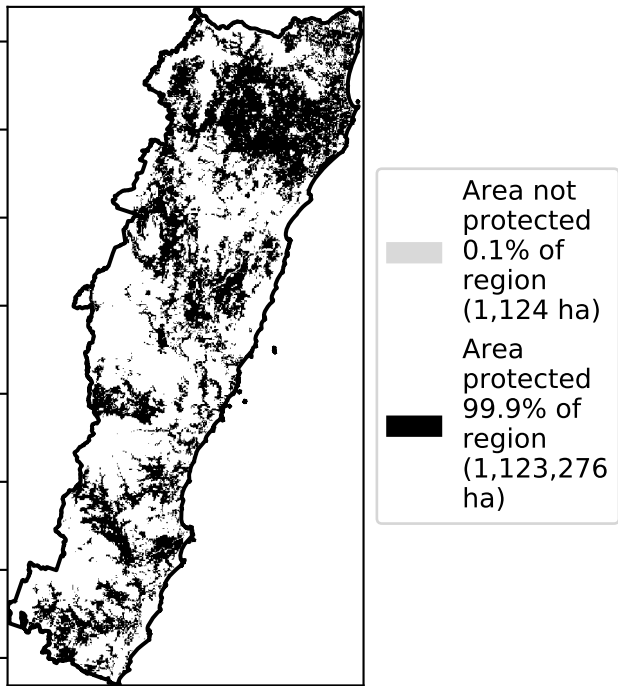 Area not
protected
0.1% of
region
(1,124 ha)
Area
protected
99.9% of
region
(1,123,276
ha)